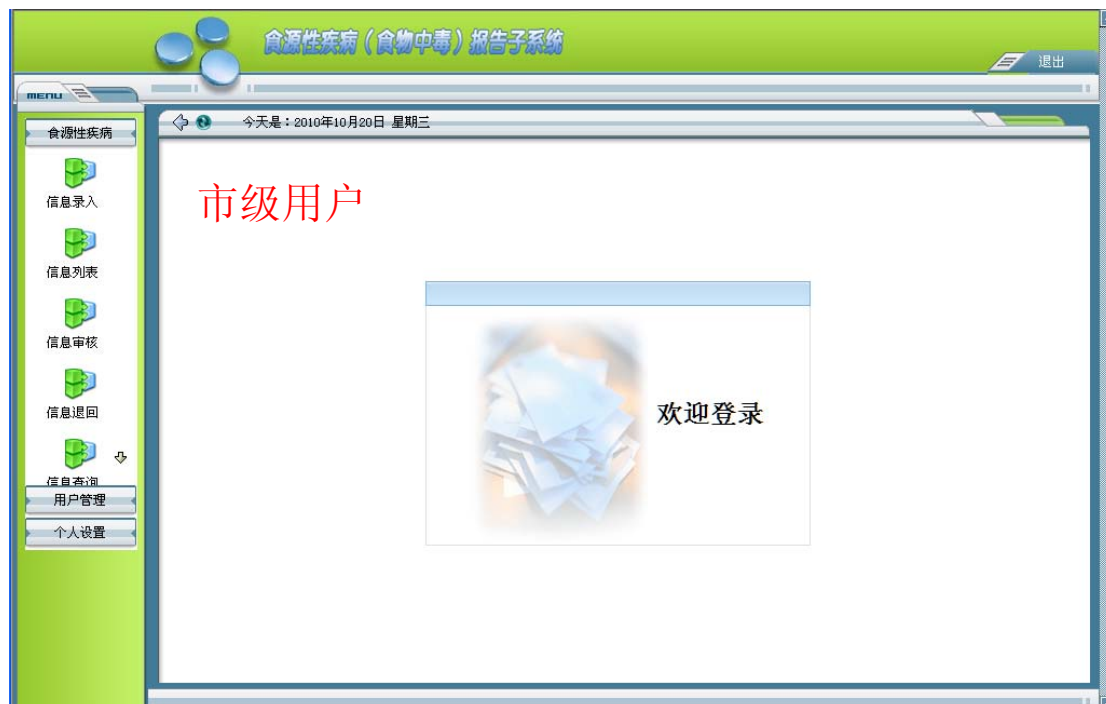 食源性疾病（食物中毒）报告子系统
退出
MENU
今天是：2010年10月20日 星期三
食源性疾病
信息录入
信息列表
信息审核
信息退回
信息查询
用户管理
个人设置
市级用户
欢迎登录